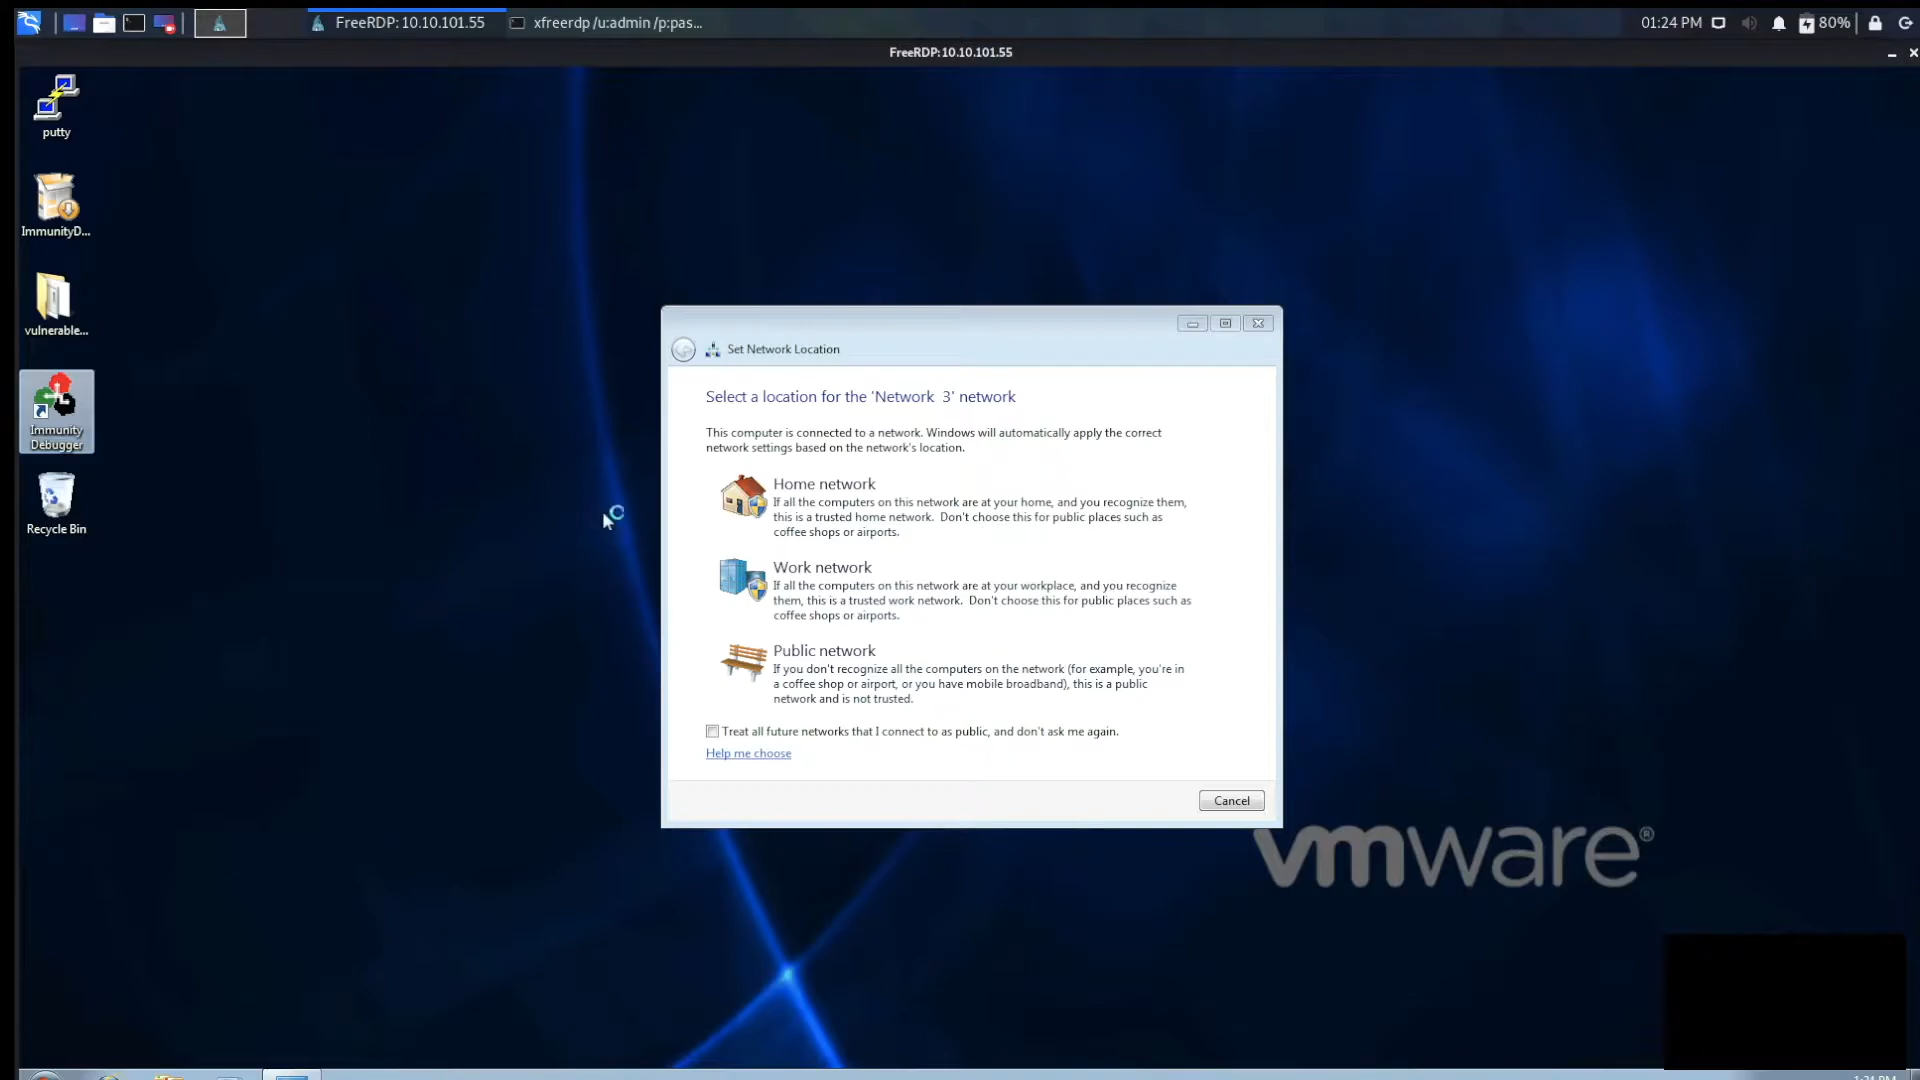 FreeRDP: 10.10.101.55
xfreerdp /u:admin /p:pas...
01:24 PM
80%
FreeRDP: 10.10.101.55
putty
ImmunityD...
vulnerable...
Immunity
Debugger
Recycle Bin
Set Network Location
Select a location for the 'Network 3' network
This computer is connected to a network. Windows will automatically apply the correct
network settings based on the network's location.
Home network
If all the computers on this network are at your home, and you recognize them,
this is a trusted home network. Don't choose this for public places such as
coffee shops or airports.
Work network
If all the computers on this network are at your workplace, and you recognize
them, this is a trusted work network. Don't choose this for public places such as
coffee shops or airports.
Public network
If you don't recognize all the computers on the network (for example, you're in
a coffee shop or airport, or you have mobile broadband), this is a public
network and is not trusted.
Treat all future networks that I connect to as public, and don't ask me again.
Help me choose
Cancel
vmware®